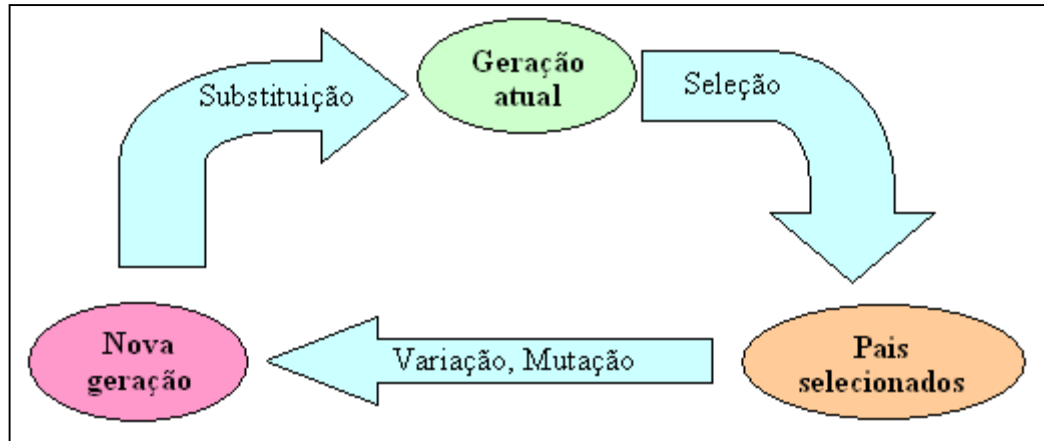 Geração
atual
Seleção
Substituição
Pais
selecionados
Variação, Mutação
Nova
geração